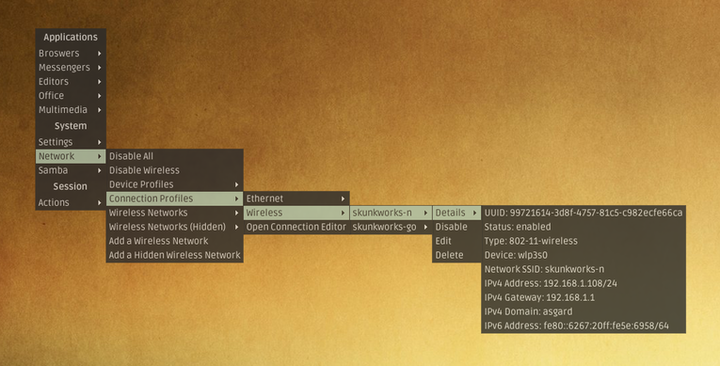 Applications
Broswers
Messengers
Editors
Office
Multimedia
System
Settings
Network
Samba
Session
Actions
Disable All
Disable Wireless
Device Profiles
Connection Profiles
Wireless Networks
Wireless Networks (Hidden)
Add a Wireless Network
Add a Hidden Wireless Network
Ethernet
Wireless
Open Connection Editor
skunkworks-n
skunkworks-go
Details
Disable
Edit
Delete
UUID: 99721614-3d8f-4757-81c5-c982ecfe66ca
Status: enabled
Type: 802-11-wireless
Device: wlp3s0
Network SSID: skunkworks-n
IPv4 Address: 192.168.1.108/24
IPv4 Gateway: 192.168.1.1
IPv4 Domain: asgard
IPv6 Address: fe80::6267:20ff:fe5e:6958/64